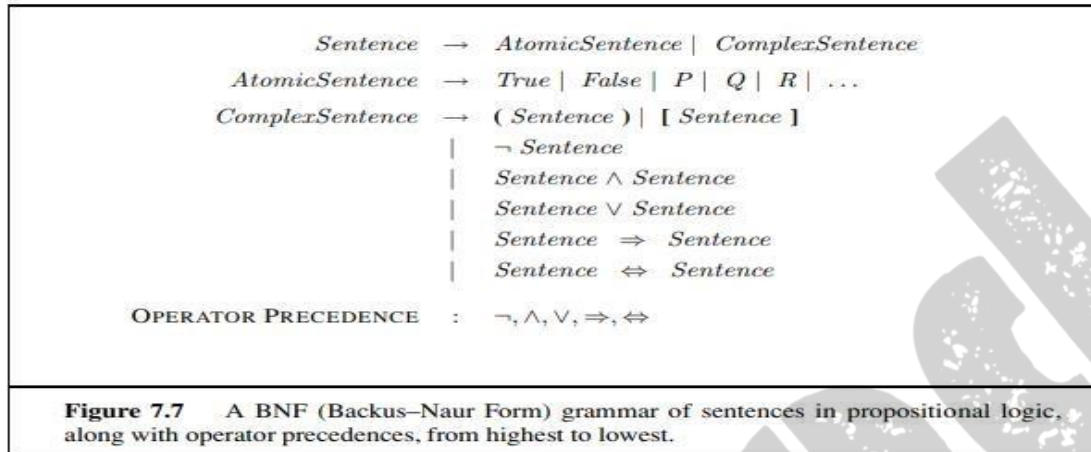 Sentence → AtomicSentence | ComplexSentence
AtomicSentence → True | False | P | Q | R | ...
ComplexSentence → ( Sentence ) | [ Sentence ]
| ¬ Sentence
| Sentence ∧ Sentence
| Sentence ∨ Sentence
| Sentence ⇒ Sentence
| Sentence ⇔ Sentence
OPERATOR PRECEDENCE : ¬, ∧, ∨, ⇒, ⇔
Figure 7.7 A BNF (Backus–Naur Form) grammar of sentences in propositional logic,
along with operator precedences, from highest to lowest.